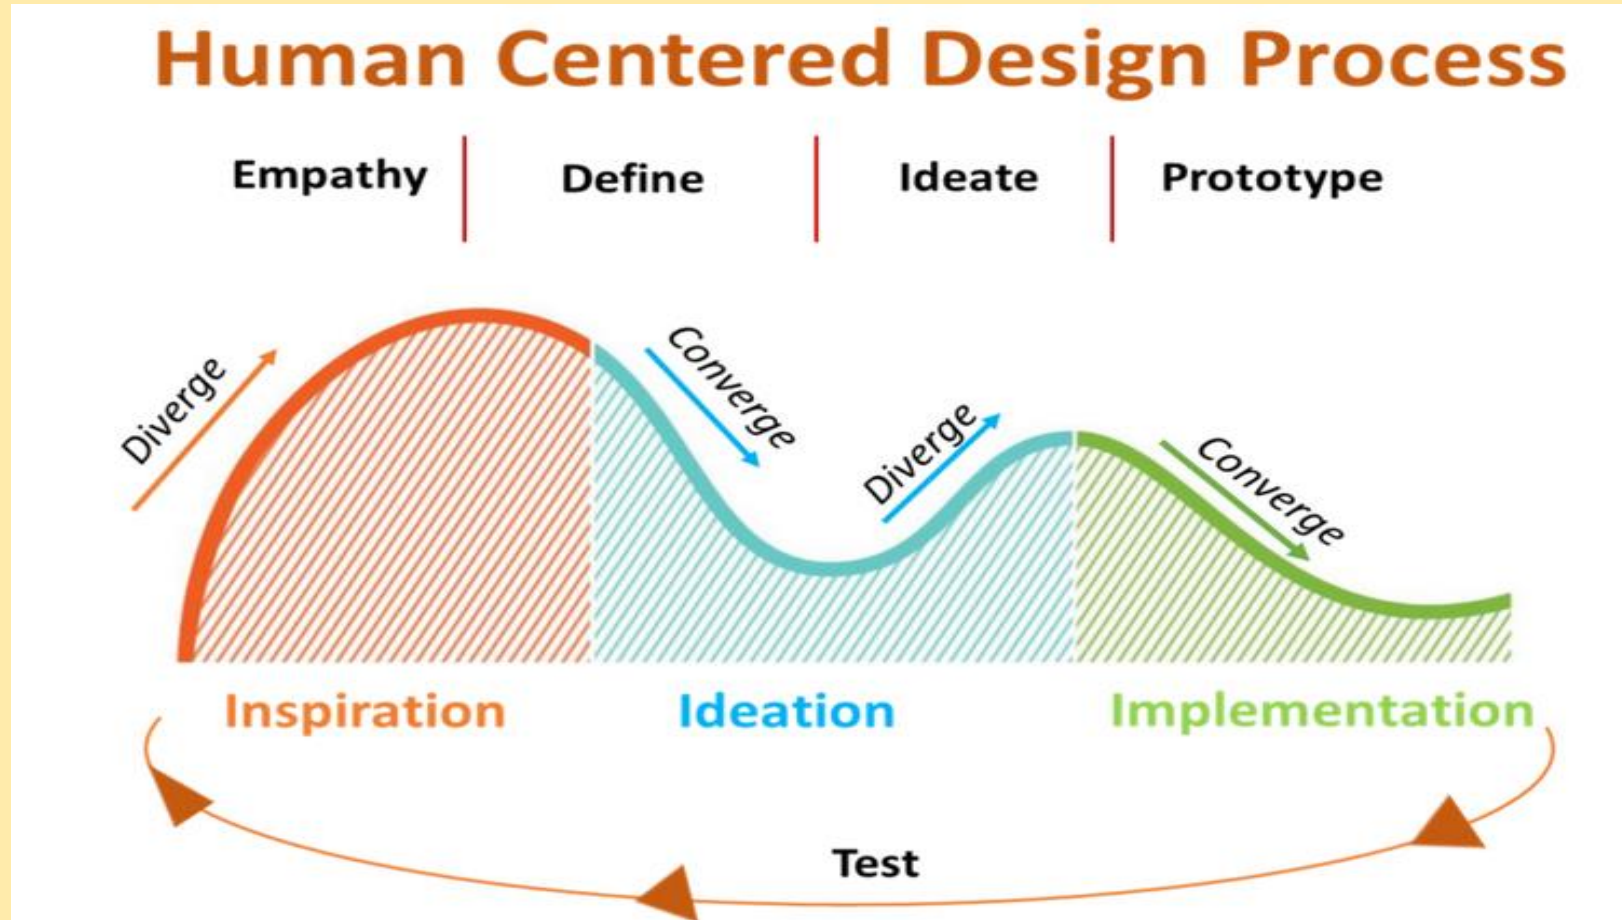 Human Centered Design Process
Empathy
Define
Ideate
Prototype
Diverge
Converge
Diverge
Converge
Inspiration
Ideation
Implementation
Test